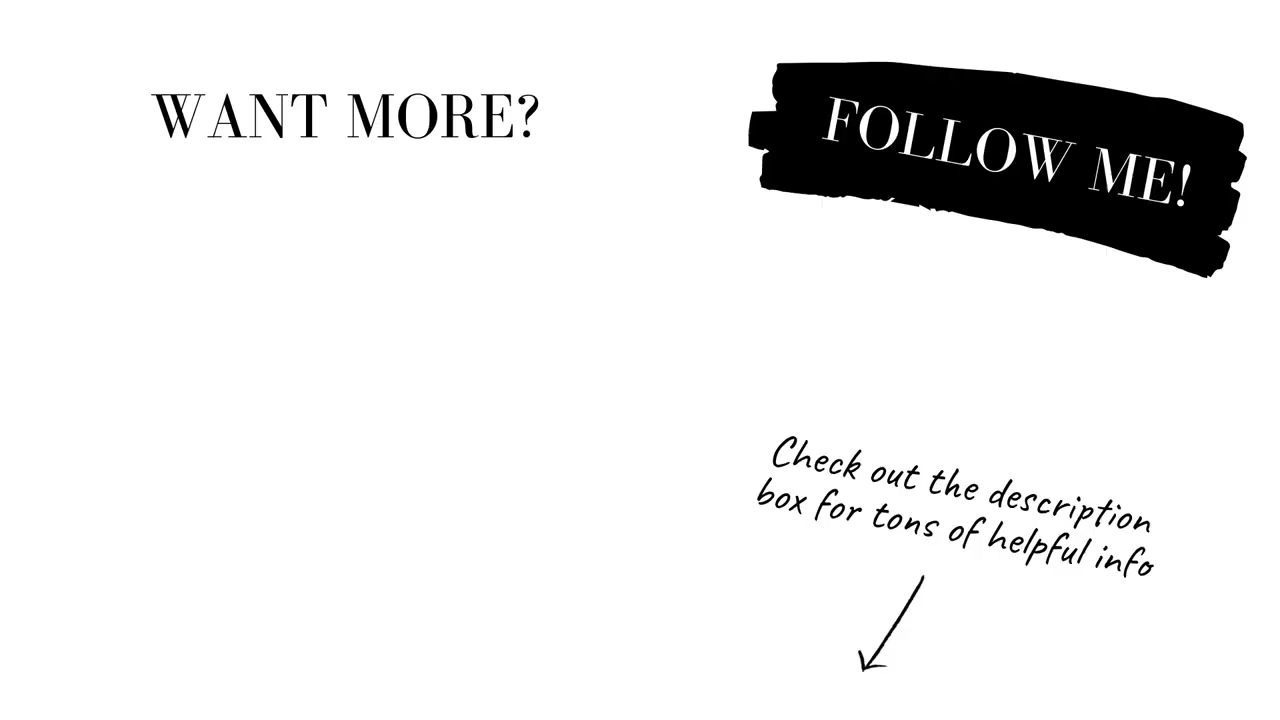 WANT MORE?
FOLLOW ME!
Check out the description
box for tons of helpful info